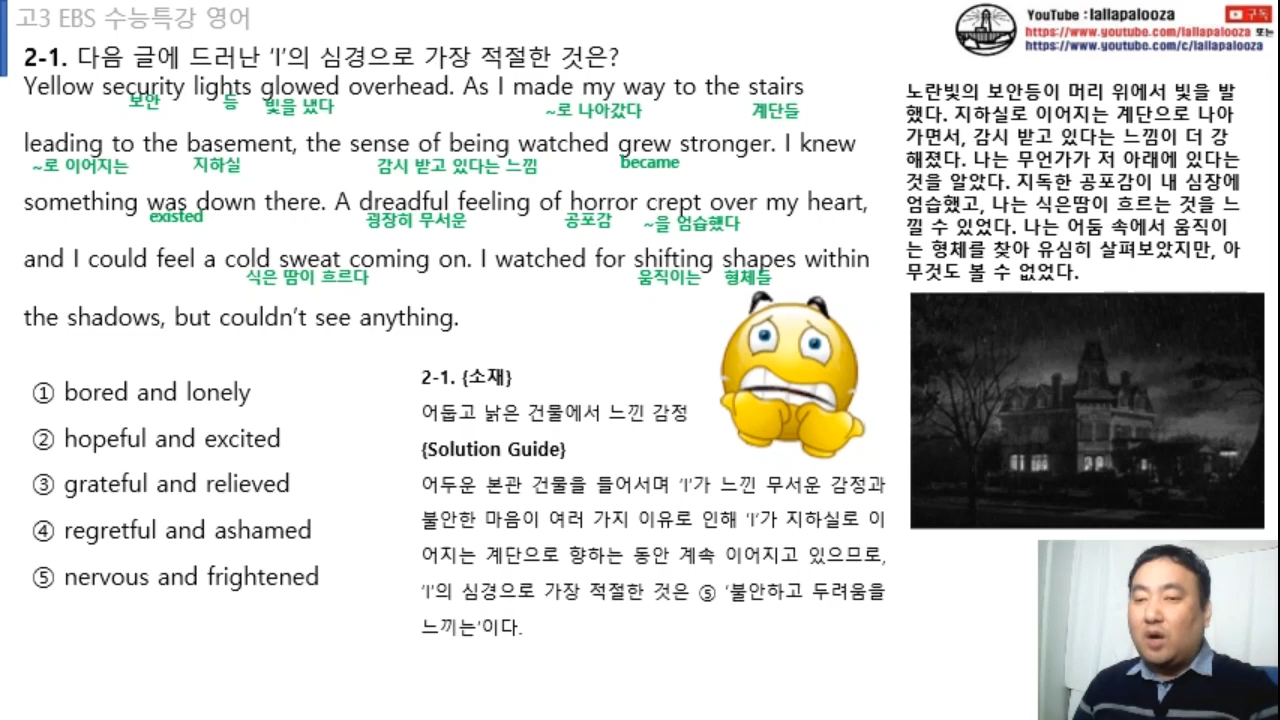 고3 EBS 수능특강 영어
YouTube : lallapalooza
구독
https://www.youtube.com/lallapalooza 또는
https://www.youtube.com/c/lallapalooza
2-1. 다음 글에 드러난 ‘I’의 심경으로 가장 적절한 것은?
Yellow security lights glowed overhead. As I made my way to the stairs
보안 등 빛을 냈다 ~로 나아갔다 계단들
leading to the basement, the sense of being watched grew stronger. I knew
~로 이어지는 지하실 감시 받고 있다는 느낌 became
something was down there. A dreadful feeling of horror crept over my heart,
existed 굉장히 무서운 공포감 ~을 엄습했다
and I could feel a cold sweat coming on. I watched for shifting shapes within
식은 땀이 흐르다 움직이는 형체들
the shadows, but couldn’t see anything.
① bored and lonely
② hopeful and excited
③ grateful and relieved
④ regretful and ashamed
⑤ nervous and frightened
2-1. {소재}
어둡고 낡은 건물에서 느낀 감정
{Solution Guide}
어두운 본관 건물을 들어서며 ‘I’가 느낀 무서운 감정과
불안한 마음이 여러 가지 이유로 인해 ‘I’가 지하실로 이
어지는 계단으로 향하는 동안 계속 이어지고 있으므로,
‘I’의 심경으로 가장 적절한 것은 ⑤ ‘불안하고 두려움을
느끼는’이다.
노란빛의 보안등이 머리 위에서 빛을 발
했다. 지하실로 이어지는 계단으로 나아
가면서, 감시 받고 있다는 느낌이 더 강
해졌다. 나는 무언가가 저 아래에 있다는
것을 알았다. 지독한 공포감이 내 심장에
엄습했고, 나는 식은땀이 흐르는 것을 느
낄 수 있었다. 나는 어둠 속에서 움직이
는 형체를 찾아 유심히 살펴보았지만, 아
무것도 볼 수 없었다.